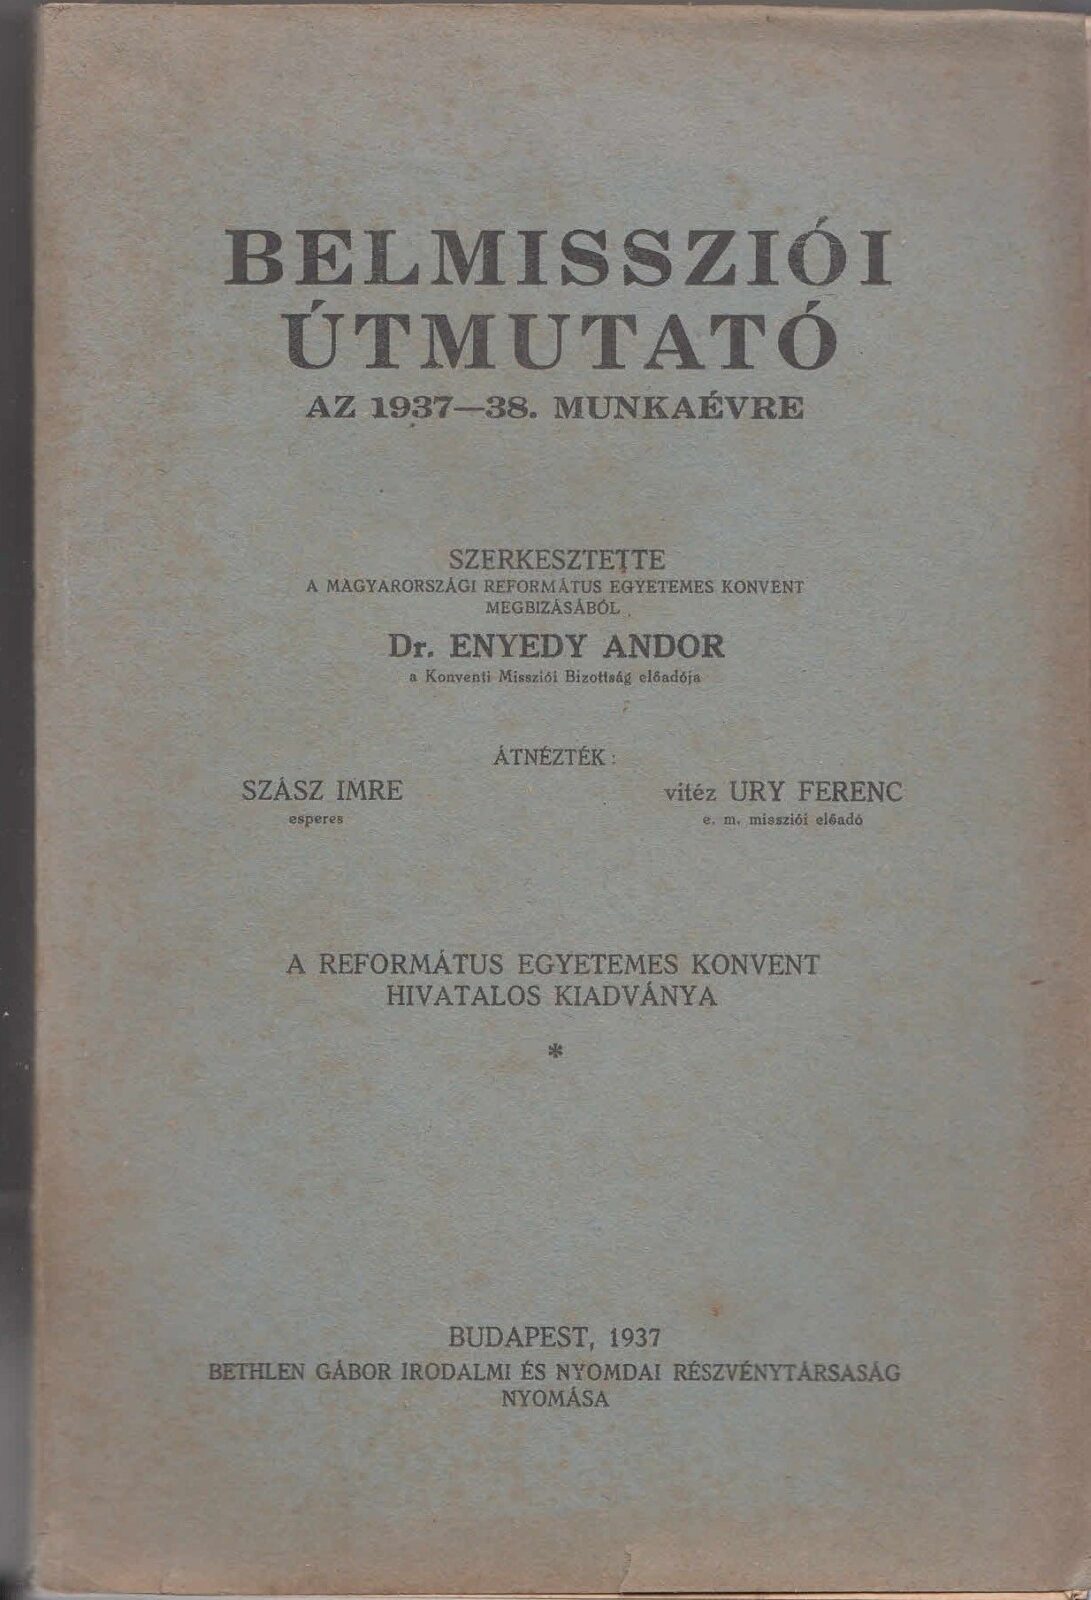 BELMISSZIÓI
ÚTMUTATÓ
AZ 1937—38. MUNKAÉVRE
SZERKESZTETTE
A MAGYARORSZÁGI REFORMÁTUS EGYETEMES KONVENT
MEGBIZÁSÁBÓL
Dr. ENYEDY ANDOR
a Konventi Missziói Bizottság előadója
ÁTNÉZTÉK:
SZÁSZ IMRE
esperes
vitéz URY FERENC
e. m. missziói előadó
A REFORMÁTUS EGYETEMES KONVENT
HIVATALOS KIADVÁNYA
*
BUDAPEST, 1937
BETHLEN GÁBOR IRODALMI ÉS NYOMDAI RÉSZVÉNYTÁRSASÁG
NYOMÁSA